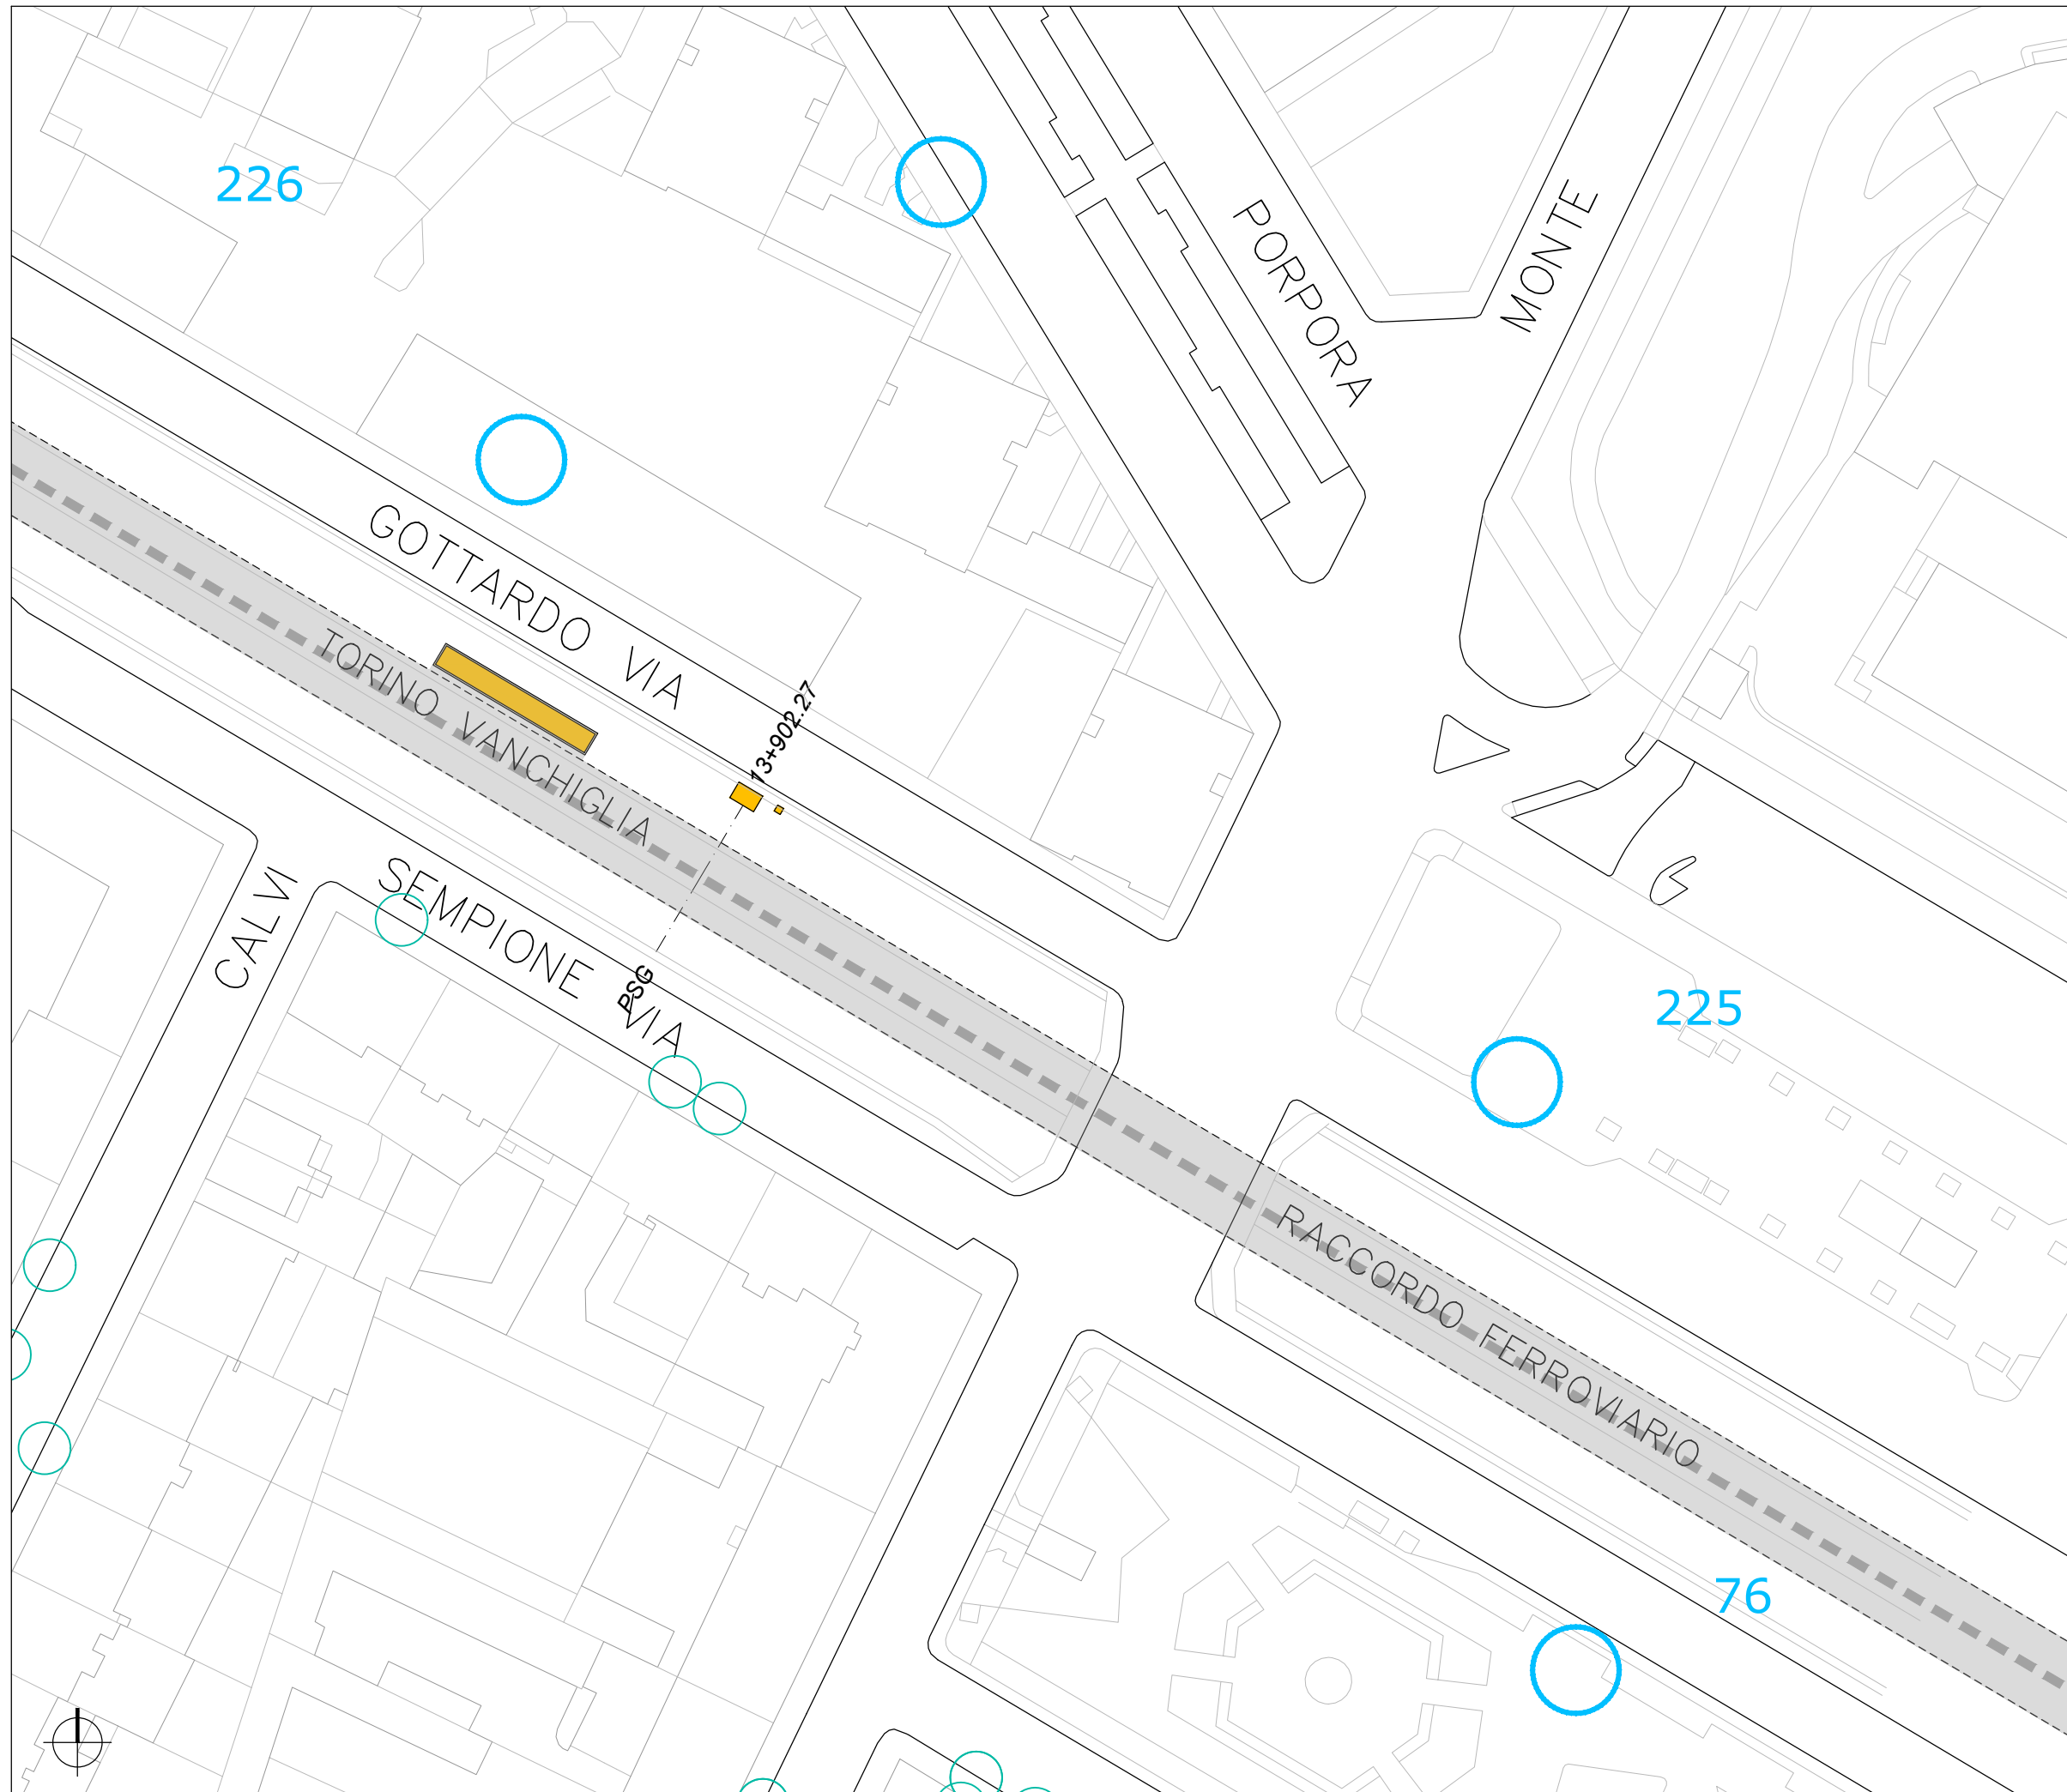 226
PORPORA
MONTE
GOTTARDO VIA
TORINO VANCHIGLIA
13+902.27
CALVI
SEMPIONE VIA
PSG
225
RACCORDO FERROVIARIO
76